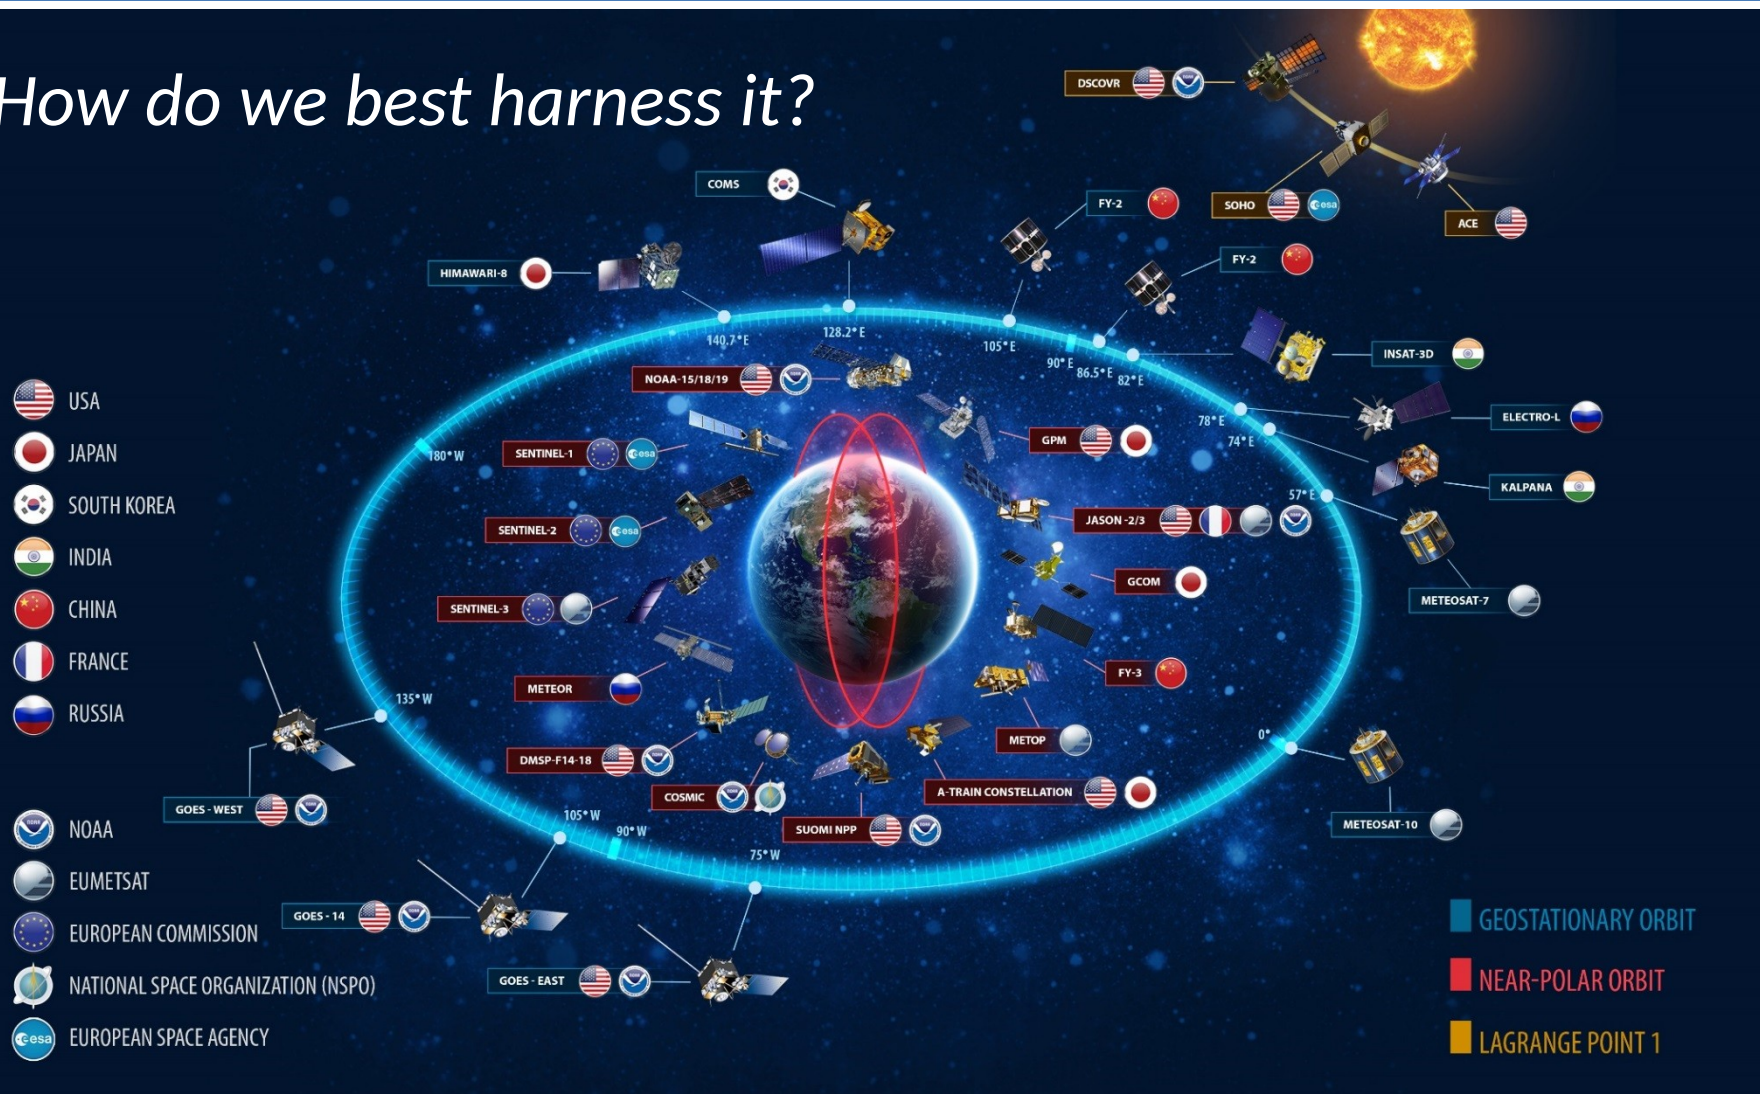 How do we best harness it?
DSCOVR
COMS
FY-2
SOHO
esa
ACE
HIMAWARI-8
FY-2
140.7° E
128.2° E
105° E
90° E
86.5° E
82° E
INSAT-3D
NOAA-15/18/19
78° E
74° E
ELECTRO-L
USA
JAPAN
SOUTH KOREA
INDIA
CHINA
FRANCE
RUSSIA
180° W
SENTINEL-1
esa
GPM
KALPANA
57° E
SENTINEL-2
esa
JASON -2/3
GCOM
METEOSAT-7
SENTINEL-3
FY-3
METEOR
135° W
METOP
0°
DMSP-F14-18
COSMIC
A-TRAIN CONSTELLATION
SUOMI NPP
METEOSAT-10
GOES - WEST
105° W
90° W
75° W
GOES - 14
GOES - EAST
NOAA
EUMETSAT
EUROPEAN COMMISSION
NATIONAL SPACE ORGANIZATION (NSPO)
esa
EUROPEAN SPACE AGENCY
GEOSTATIONARY ORBIT
NEAR-POLAR ORBIT
LAGRANGE POINT 1